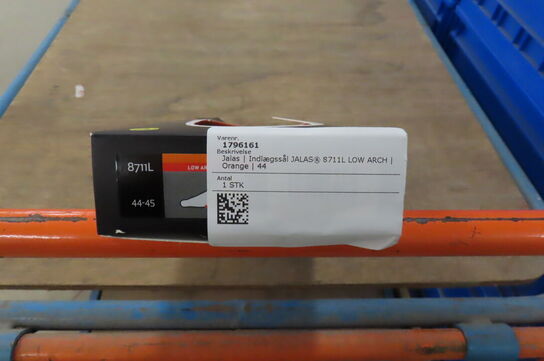 8711L
LOW AR
44-45
Varenr.
1796161
Beskrivelse
Jalas | Indlægssål JALAS® 8711L LOW ARCH |
Orange | 44
Antal
1 STK